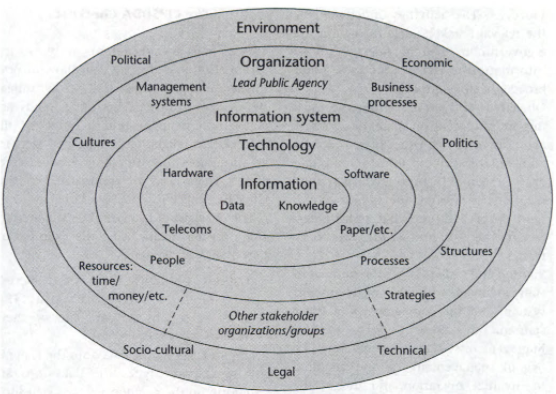 Environment
Political
Economic
Organization
Lead Public Agency
Management
systems
Business
processes
Information system
Cultures
Politics
Technology
Hardware
Software
Information
Data
Knowledge
Telecoms
Paper/etc.
People
Processes
Structures
Resources:
time/
money/etc.
Strategies
Other stakeholder
organizations/groups
Socio-cultural
Technical
Legal